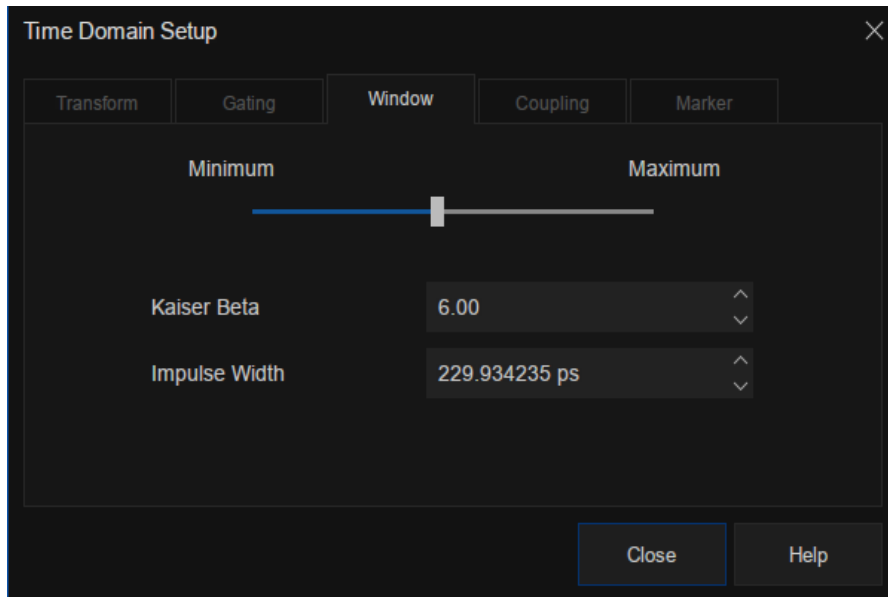 Time Domain Setup
Transform Gating Window Coupling Marker
Minimum Maximum
Kaiser Beta 6.00
Impulse Width 229.934235 ps
Close Help